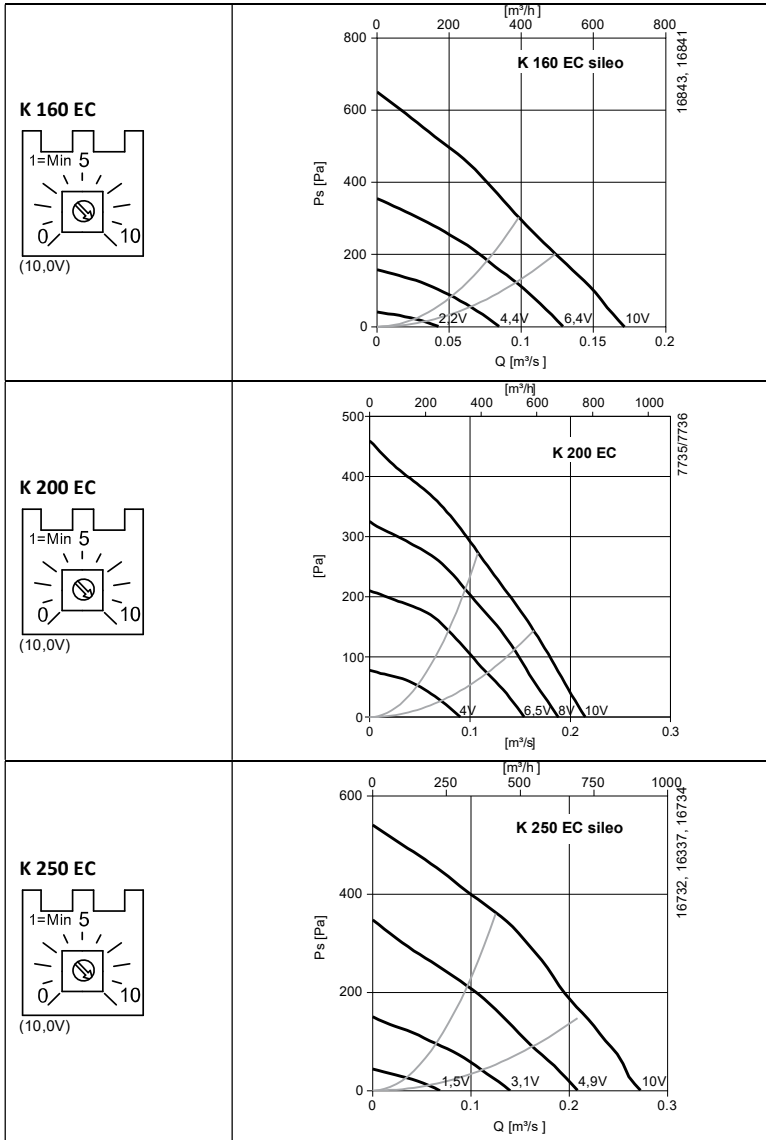 K 160 EC
1=Min 5
0 10
(10,0V)
[m³/h]
0 200 400 600 800
800
600
400
200
0
Ps [Pa]
K 160 EC sileo
2,2V 4,4V 6,4V 10V
0 0.05 0.1 0.15 0.2
Q [m³/s]
16843, 16841
K 200 EC
1=Min 5
0 10
(10,0V)
[m³/h]
0 200 400 600 800 1000
500
400
300
200
100
0
[Pa]
K 200 EC
4V 6,5V 8V 10V
0 0.1 0.2 0.3
[m³/s]
7735/7736
K 250 EC
1=Min 5
0 10
(10,0V)
[m³/h]
0 250 500 750 1000
600
400
200
0
Ps [Pa]
K 250 EC sileo
1,5V 3,1V 4,9V 10V
0 0.1 0.2 0.3
Q [m³/s]
16732, 16337, 16734